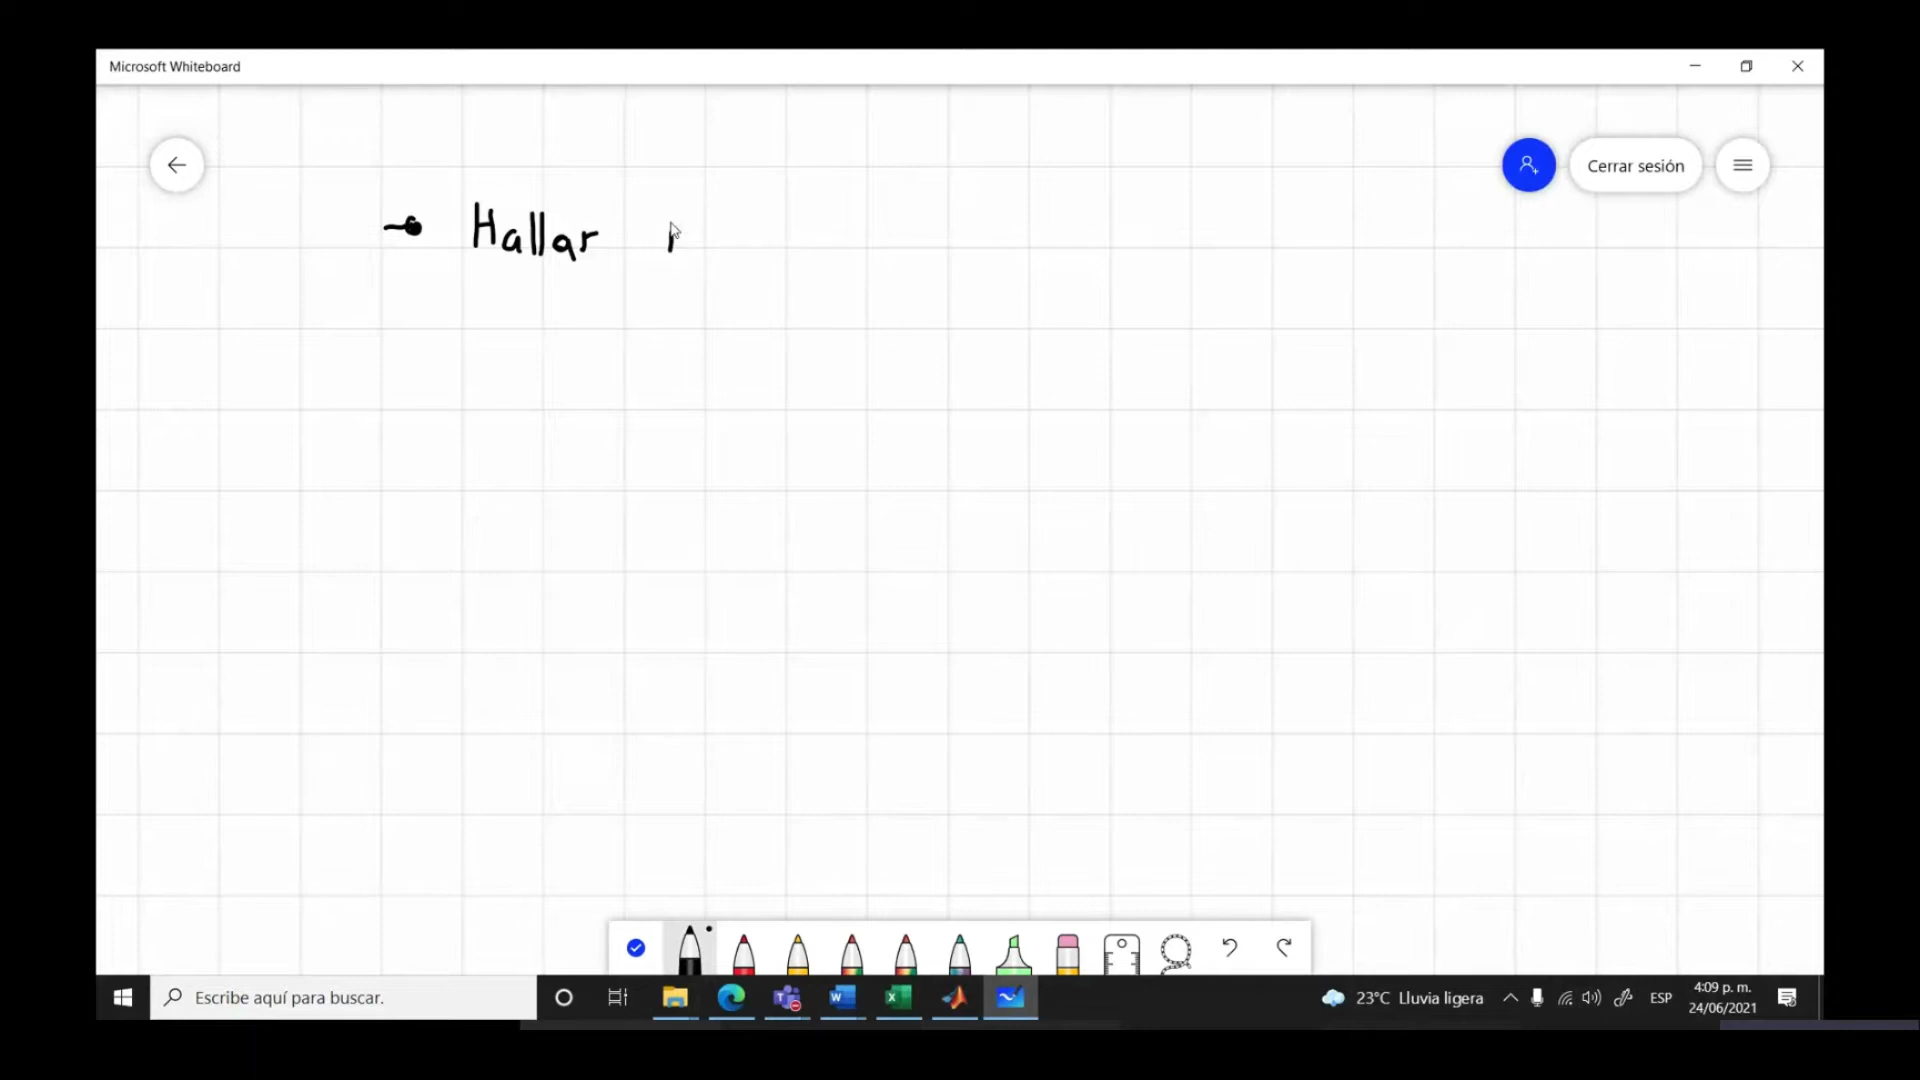 Microsoft Whiteboard
Cerrar sesión
Hallar
Escribe aquí para buscar.
23°C Lluvia ligera
ESP
4:09 p. m.
24/06/2021